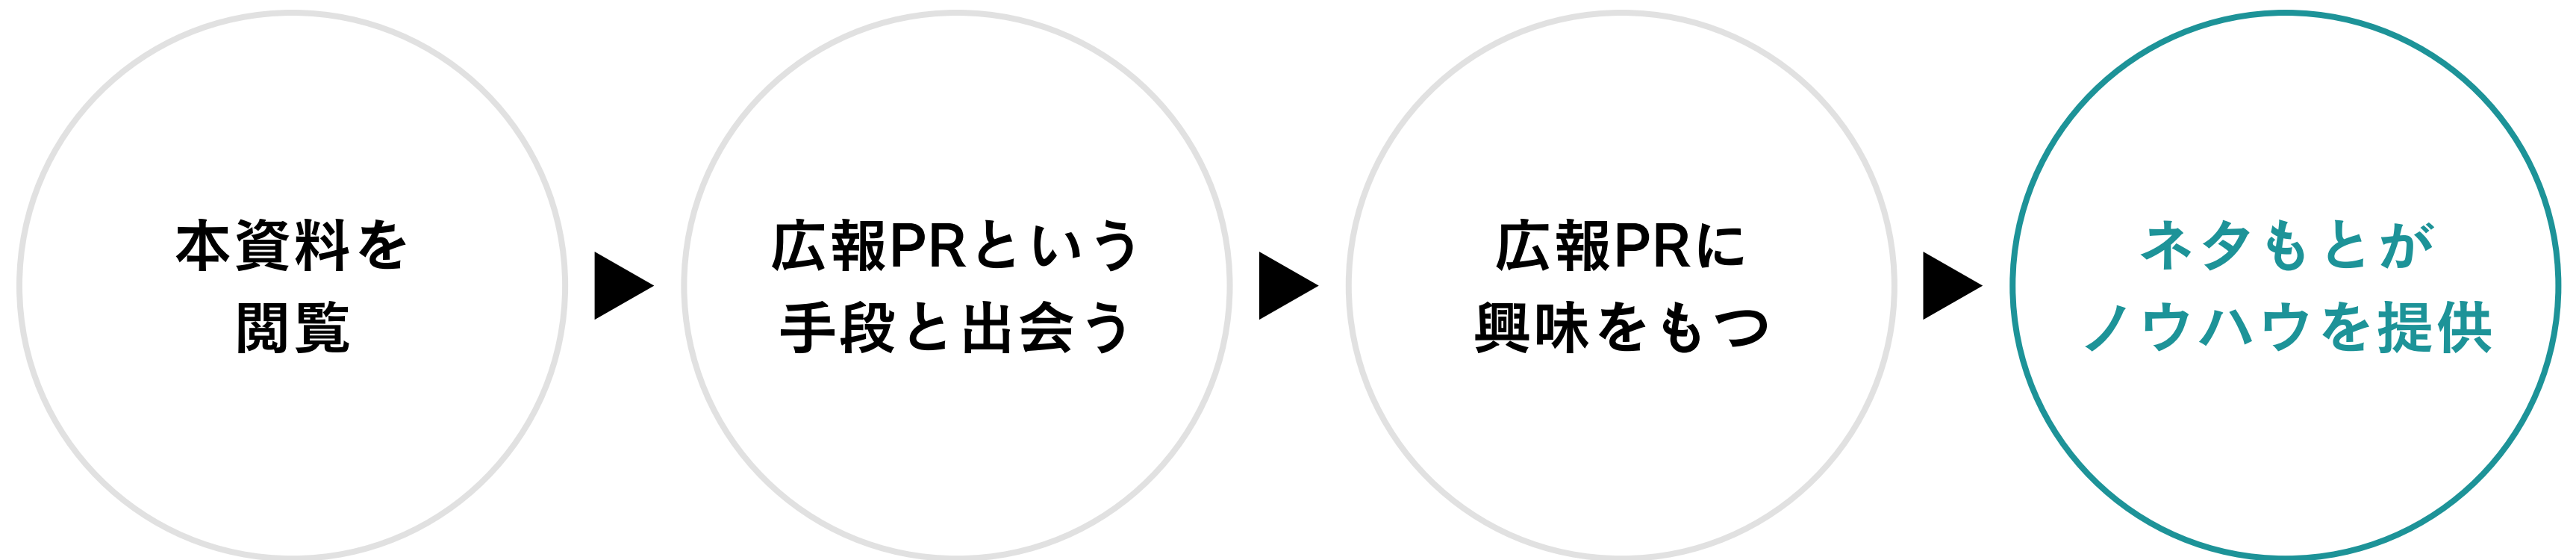 本資料を
閲覧
広報PRという
手段と出会う
広報PRに
興味をもつ
ネタもとが
ノウハウを提供